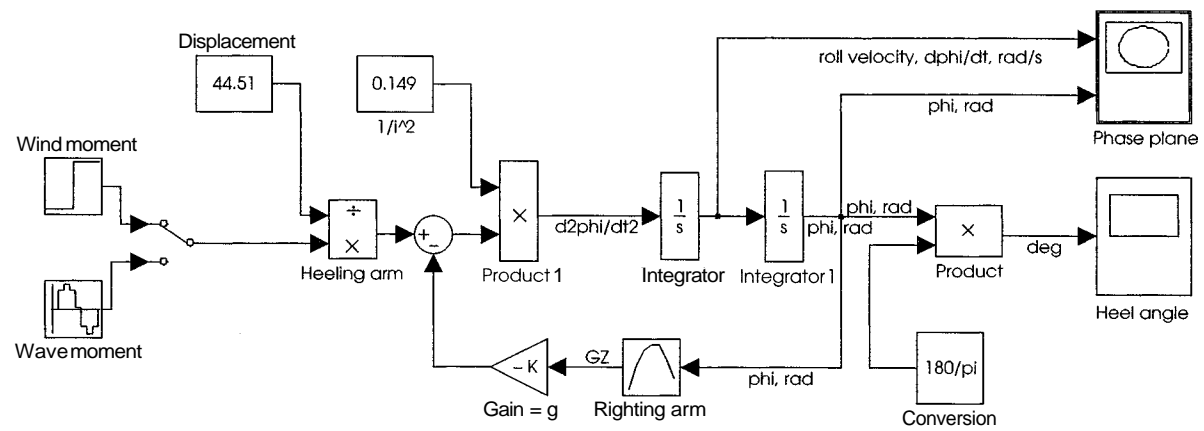 Displacement
44.51
0.149
1/i^2
roll velocity, dphi/dt, rad/s
phi, rad
Phase plane
Wind moment
÷
×
Heeling arm
+
−
×
Product 1
d2phi/dt2
1
s
Integrator
1
s
Integrator1
phi, rad
phi, rad
×
Product
deg
Heel angle
Wave moment
−K
Gain = g
GZ
Righting arm
phi, rad
180/pi
Conversion